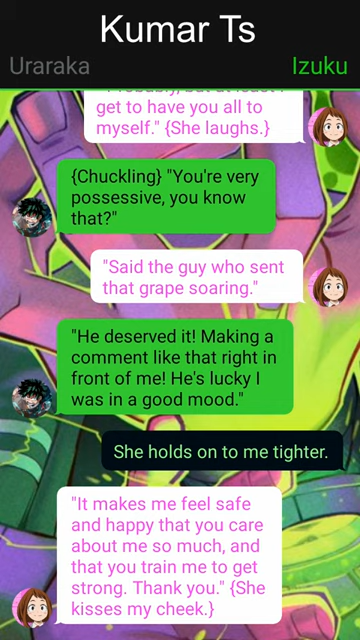 Kumar Ts
Uraraka
Izuku
"Probably, but at least I
get to have you all to
myself." {She laughs.}
{Chuckling} "You're very
possessive, you know
that?"
"Said the guy who sent
that grape soaring."
"He deserved it! Making a
comment like that right in
front of me! He's lucky I
was in a good mood."
She holds on to me tighter.
"It makes me feel safe
and happy that you care
about me so much, and
that you train me to get
strong. Thank you." {She
kisses my cheek.}